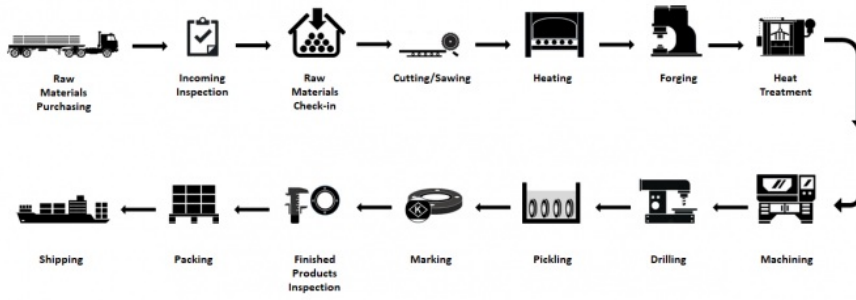 Raw
Materials
Purchasing
Incoming
Inspection
Raw
Materials
Check-in
Cutting/Sawing
Heating
Forging
Heat
Treatment
Shipping
Packing
Finished
Products
Inspection
Marking
Pickling
Drilling
Machining